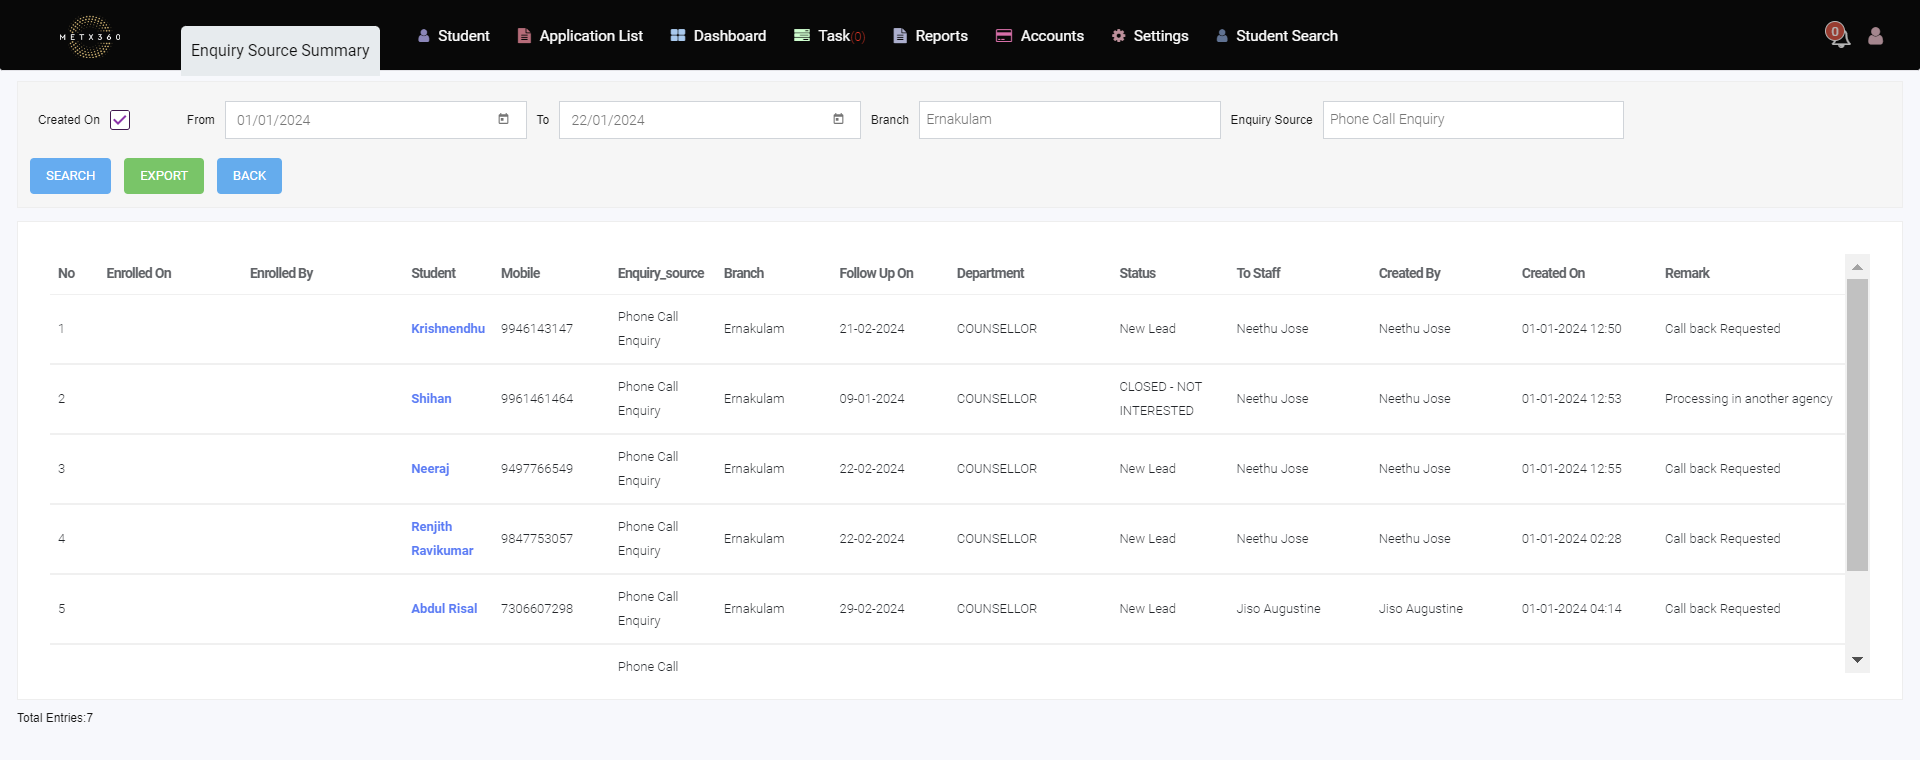 METX360
Enquiry Source Summary
Student Application List Dashboard Task(0) Reports Accounts Settings Student Search
0
Created On From 01/01/2024 To 22/01/2024 Branch Ernakulam Enquiry Source Phone Call Enquiry
SEARCH EXPORT BACK
No Enrolled On Enrolled By Student Mobile Enquiry_source Branch Follow Up On Department Status To Staff Created By Created On Remark
1 Krishnendhu 9946143147 Phone Call Enquiry Ernakulam 21-02-2024 COUNSELLOR New Lead Neethu Jose Neethu Jose 01-01-2024 12:50 Call back Requested
2 Shihan 9961461464 Phone Call Enquiry Ernakulam 09-01-2024 COUNSELLOR CLOSED - NOT INTERESTED Neethu Jose Neethu Jose 01-01-2024 12:53 Processing in another agency
3 Neeraj 9497766549 Phone Call Enquiry Ernakulam 22-02-2024 COUNSELLOR New Lead Neethu Jose Neethu Jose 01-01-2024 12:55 Call back Requested
4 Renjith Ravikumar 9847753057 Phone Call Enquiry Ernakulam 22-02-2024 COUNSELLOR New Lead Neethu Jose Neethu Jose 01-01-2024 02:28 Call back Requested
5 Abdul Risal 7306607298 Phone Call Enquiry Ernakulam 29-02-2024 COUNSELLOR New Lead Jiso Augustine Jiso Augustine 01-01-2024 04:14 Call back Requested
Phone Call
Total Entries:7